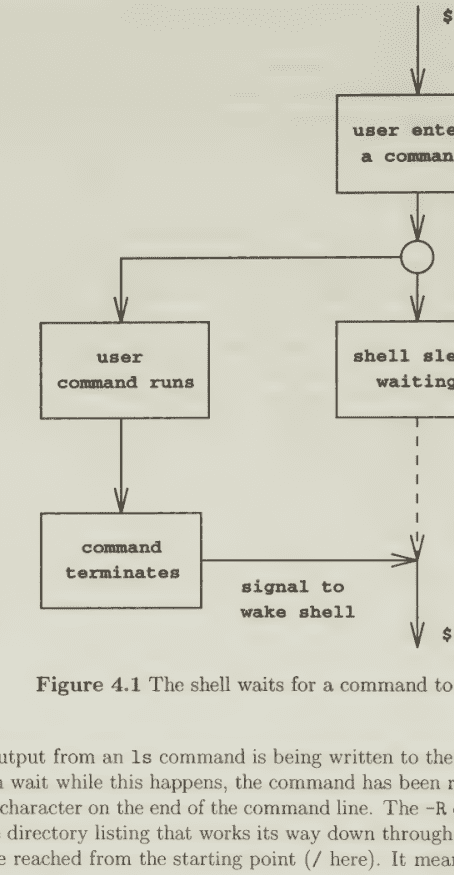 $
user ente
a comman
user
command runs
shell sle
waiting
command
terminates
signal to
wake shell
$
Figure 4.1 The shell waits for a command to
utput from an ls command is being written to the
n wait while this happens, the command has been r
character on the end of the command line. The -R
e directory listing that works its way down through
e reached from the starting point (/ here). It mean